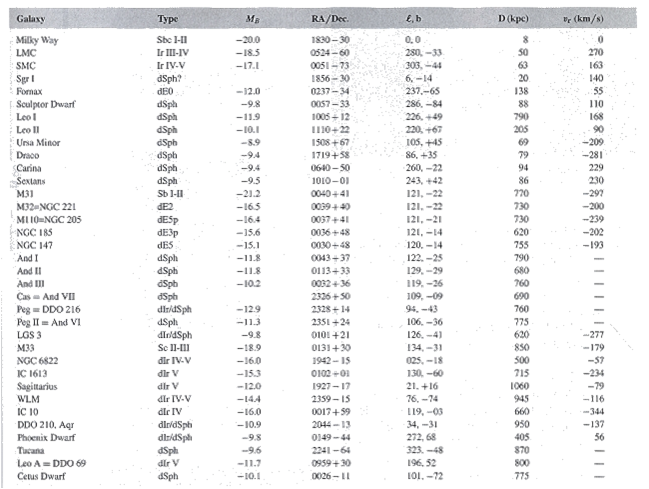 Galaxy Type M_B RA/Dec. ℓ, b D (kpc) v_r (km/s)
Milky Way Sbc I-II −20.0 1830 − 30 0, 0 8 0
LMC Ir III-IV −18.5 0524 − 60 280, −33 50 270
SMC Ir IV-V −17.1 0051 − 73 303, −44 63 163
Sgr I dSph? 1856 − 30 6, −14 20 140
Fornax dE0 −12.0 0237 − 34 237, −65 138 55
Sculptor Dwarf dSph −9.8 0057 − 33 286, −84 88 110
Leo I dSph −11.9 1005 + 12 226, +49 790 168
Leo II dSph −10.1 1110 + 22 220, +67 205 90
Ursa Minor dSph −8.9 1508 + 67 105, +45 69 −209
Draco dSph −9.4 1719 + 58 86, +35 79 −281
Carina dSph −9.4 0640 − 50 260, −22 94 229
Sextans dSph −9.5 1010 − 01 243, +42 86 230
M31 Sb I-II −21.2 0040 + 41 121, −22 770 −297
M32=NGC 221 dE2 −16.5 0039 + 40 121, −22 730 −200
M110=NGC 205 dE5p −16.4 0037 + 41 121, −21 730 −239
NGC 185 dE3p −15.6 0036 + 48 121, −14 620 −202
NGC 147 dE5 −15.1 0030 + 48 120, −14 755 −193
And I dSph −11.8 0043 + 37 122, −25 790 —
And II dSph −11.8 0113 + 33 129, −29 680 —
And III dSph −10.2 0032 + 36 119, −26 760 —
Cas = And VII dSph 2326 + 50 109, −09 690 —
Peg = DDO 216 dIr/dSph −12.9 2328 + 14 94, −43 760 —
Peg II = And VI dSph −11.3 2351 + 24 106, −36 775 —
LGS 3 dIr/dSph −9.8 0101 + 21 126, −41 620 −277
M33 Sc II-III −18.9 0131 + 30 134, −31 850 −179
NGC 6822 dIr IV-V −16.0 1942 − 15 025, −18 500 −57
IC 1613 dIr V −15.3 0102 + 01 130, −60 715 −234
Sagittarius dIr V −12.0 1927 − 17 21, +16 1060 −79
WLM dIr IV-V −14.4 2359 − 15 76, −74 945 −116
IC 10 dIr IV −16.0 0017 + 59 119, −03 660 −344
DDO 210, Aqr dIr/dSph −10.9 2044 − 13 34, −31 950 −137
Phoenix Dwarf dIr/dSph −9.8 0149 − 44 272, 68 405 56
Tucana dSph −9.6 2241 − 64 323, −48 870 —
Leo A = DDO 69 dIr V −11.7 0959 + 30 196, 52 800 —
Cetus Dwarf dSph −10.1 0026 − 11 101, −72 775 —